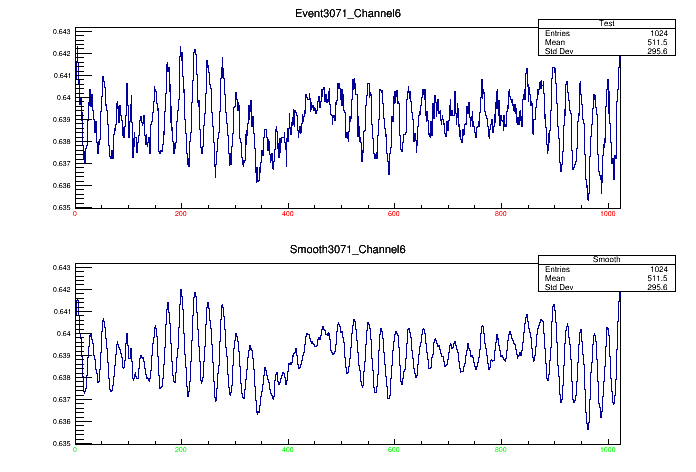 Event3071_Channel6
Test
Entries 1024
Mean 511.5
Std Dev 295.6
0.643
0.642
0.641
0.64
0.639
0.638
0.637
0.636
0.635
0 200 400 600 800 1000
Smooth3071_Channel6
Smooth
Entries 1024
Mean 511.5
Std Dev 295.6
0.643
0.642
0.641
0.64
0.639
0.638
0.637
0.636
0.635
0 200 400 600 800 1000